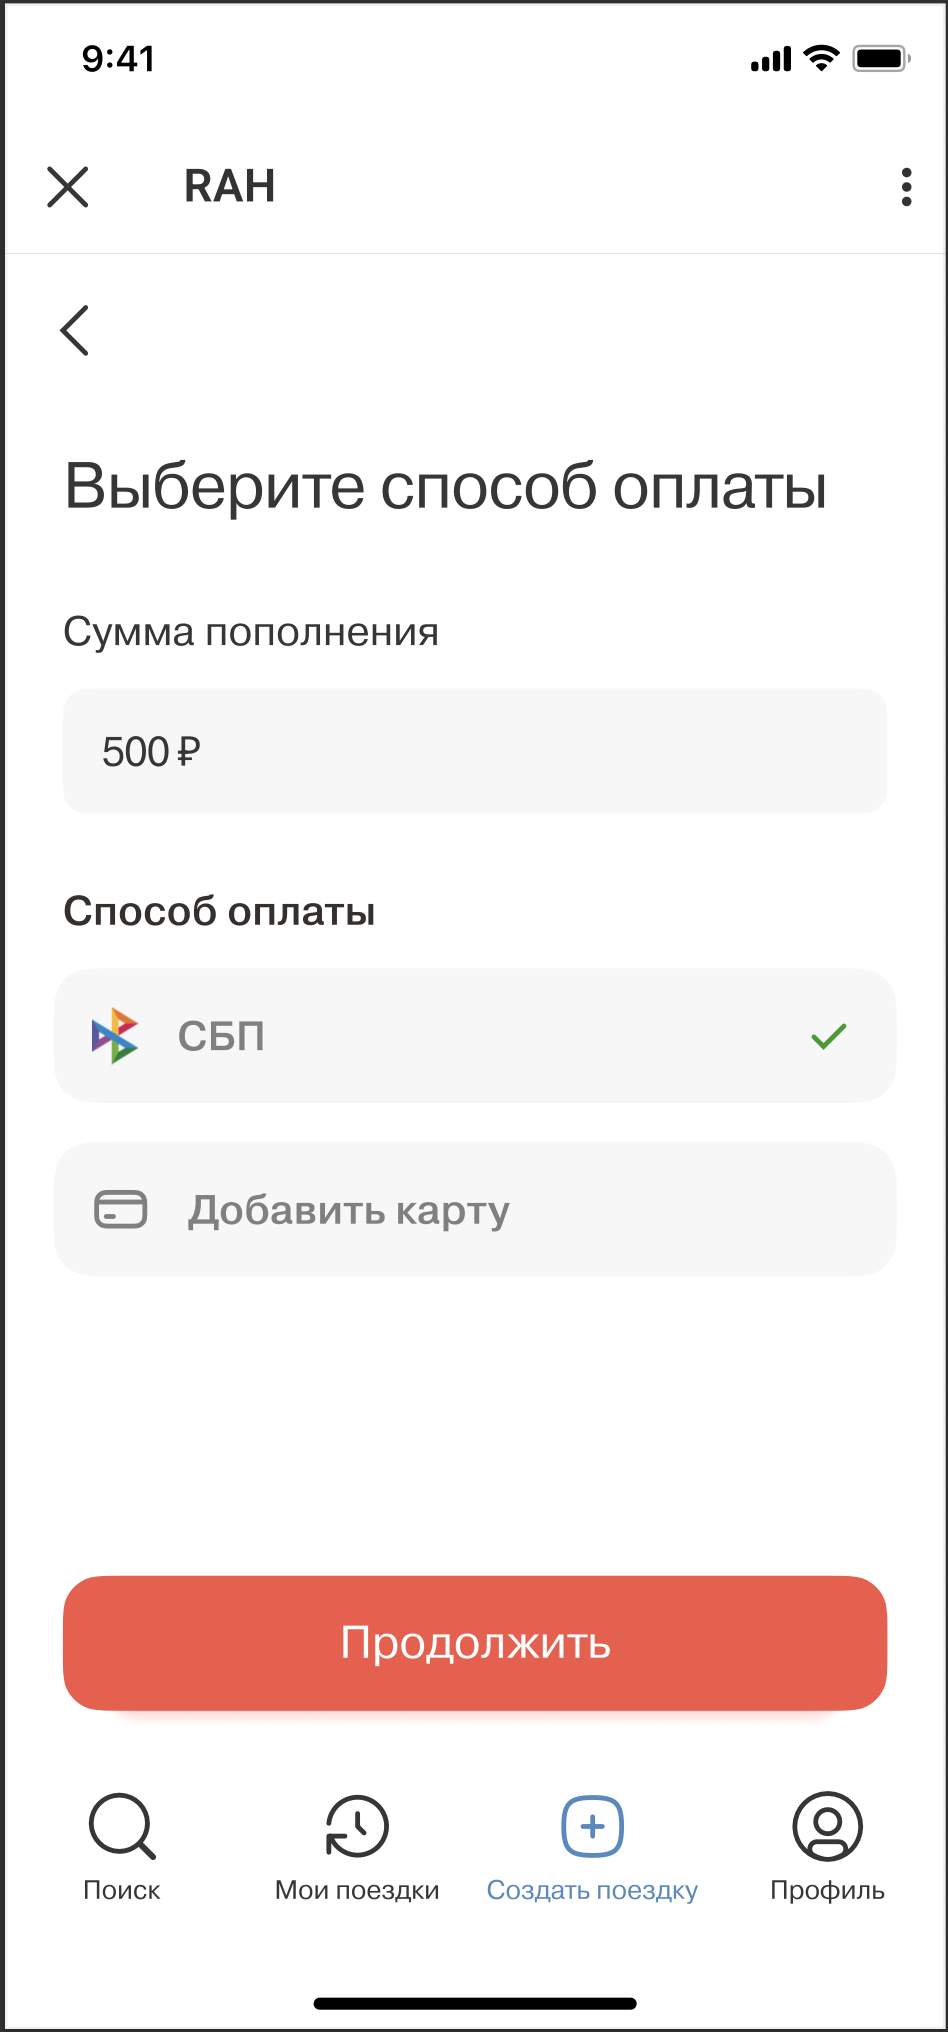 9:41
RAH
Выберите способ оплаты
Сумма пополнения
500 ₽
Способ оплаты
СБП
Добавить карту
Продолжить
Поиск
Мои поездки
Создать поездку
Профиль